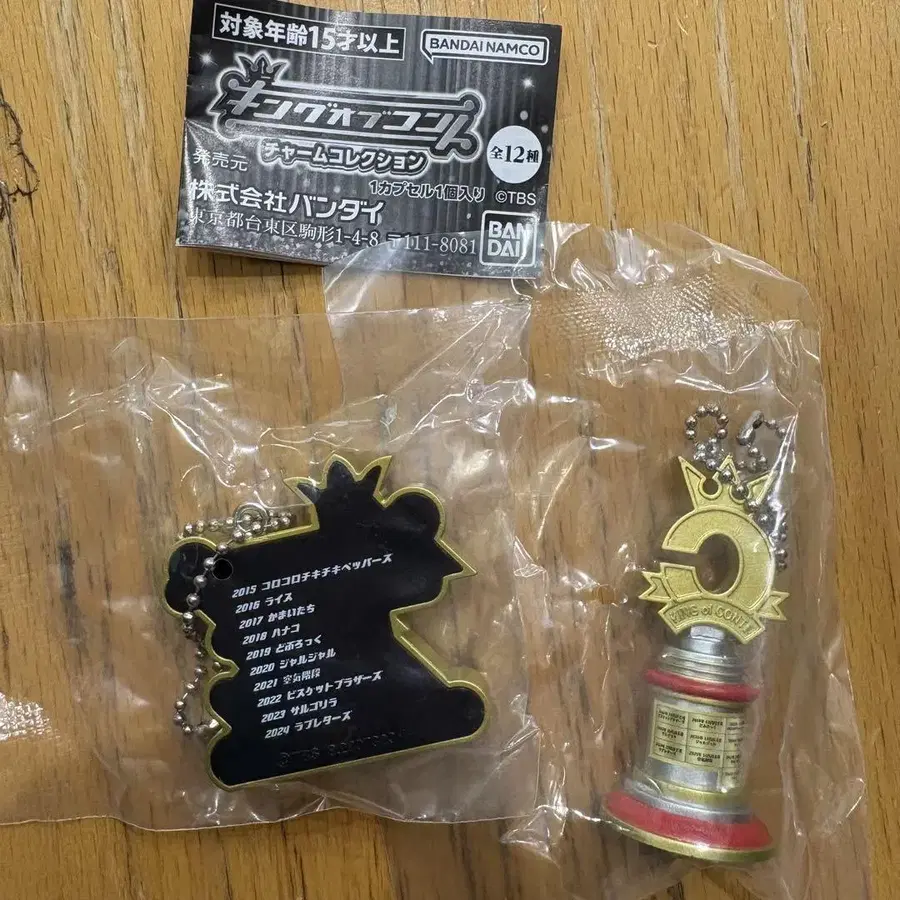 対象年齢15才以上
BANDAI NAMCO
キングオブコント
チャームコレクション
全12種
発売元
1カプセル1個入り ©TBS
株式会社バンダイ
東京都台東区駒形1-4-8 〒111-8081
BAN
DAI
2015 コロコロチキチキペッパーズ
2016 ライス
2017 かまいたち
2018 ハナコ
2019 どぶろっく
2020 ジャルジャル
2021 空気階段
2022 ビスケットブラザーズ
2023 サルゴリラ
2024 ラブレターズ
©TBS
KING of CONTE